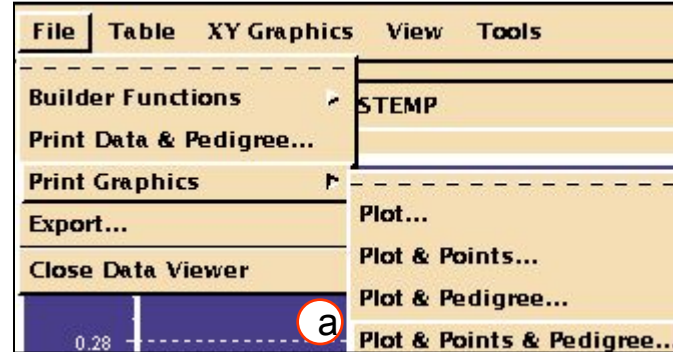 File Table XY Graphics View Tools
Builder Functions
STEMP
Print Data & Pedigree...
Print Graphics
Export...
Close Data Viewer
Plot...
Plot & Points...
Plot & Pedigree...
a
Plot & Points & Pedigree..
0.28